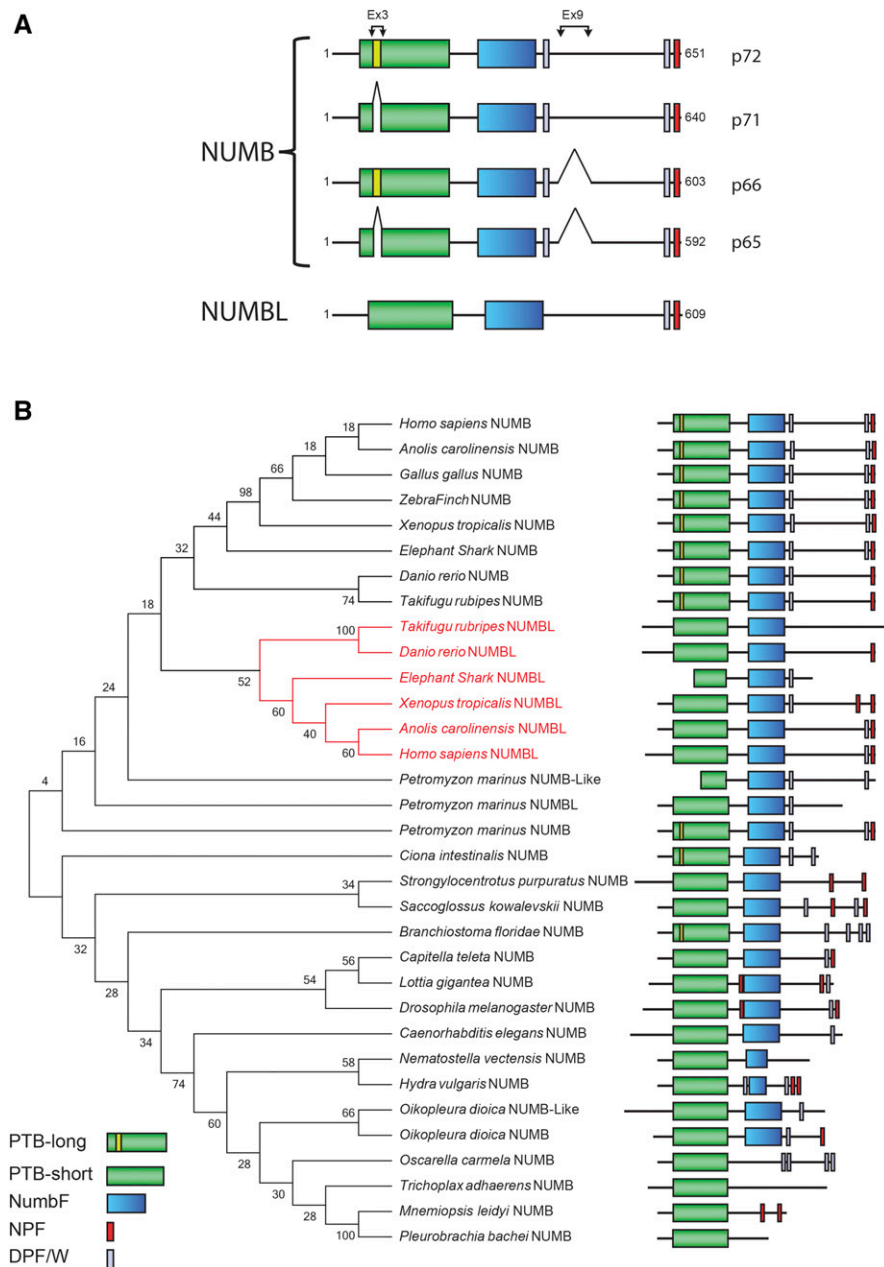 A
Ex3 Ex9
1 651 p72
1 640 p71
NUMB
1 603 p66
1 592 p65
NUMBL
1 609
B
18 Homo sapiens NUMB
18 Anolis carolinensis NUMB
66 Gallus gallus NUMB
98 ZebraFinch NUMB
44 Xenopus tropicalis NUMB
32 Elephant Shark NUMB
Danio rerio NUMB
74 Takifugu rubipes NUMB
18
100 Takifugu rubripes NUMBL
Danio rerio NUMBL
52 Elephant Shark NUMBL
24
60 Xenopus tropicalis NUMBL
40 Anolis carolinensis NUMBL
16
60 Homo sapiens NUMBL
4 Petromyzon marinus NUMB-Like
Petromyzon marinus NUMBL
Petromyzon marinus NUMB
Ciona intestinalis NUMB
34 Strongylocentrotus purpuratus NUMB
Saccoglossus kowalevskii NUMB
32
Branchiostoma floridae NUMB
28
56 Capitella teleta NUMB
54 Lottia gigantea NUMB
Drosophila melanogaster NUMB
34
Caenorhabditis elegans NUMB
74
58 Nematostella vectensis NUMB
Hydra vulgaris NUMB
60
66 Oikopleura dioica NUMB-Like
Oikopleura dioica NUMB
28
Oscarella carmela NUMB
30
Trichoplax adhaerens NUMB
28
Mnemiopsis leidyi NUMB
100 Pleurobrachia bachei NUMB
PTB-long
PTB-short
NumbF
NPF
DPF/W